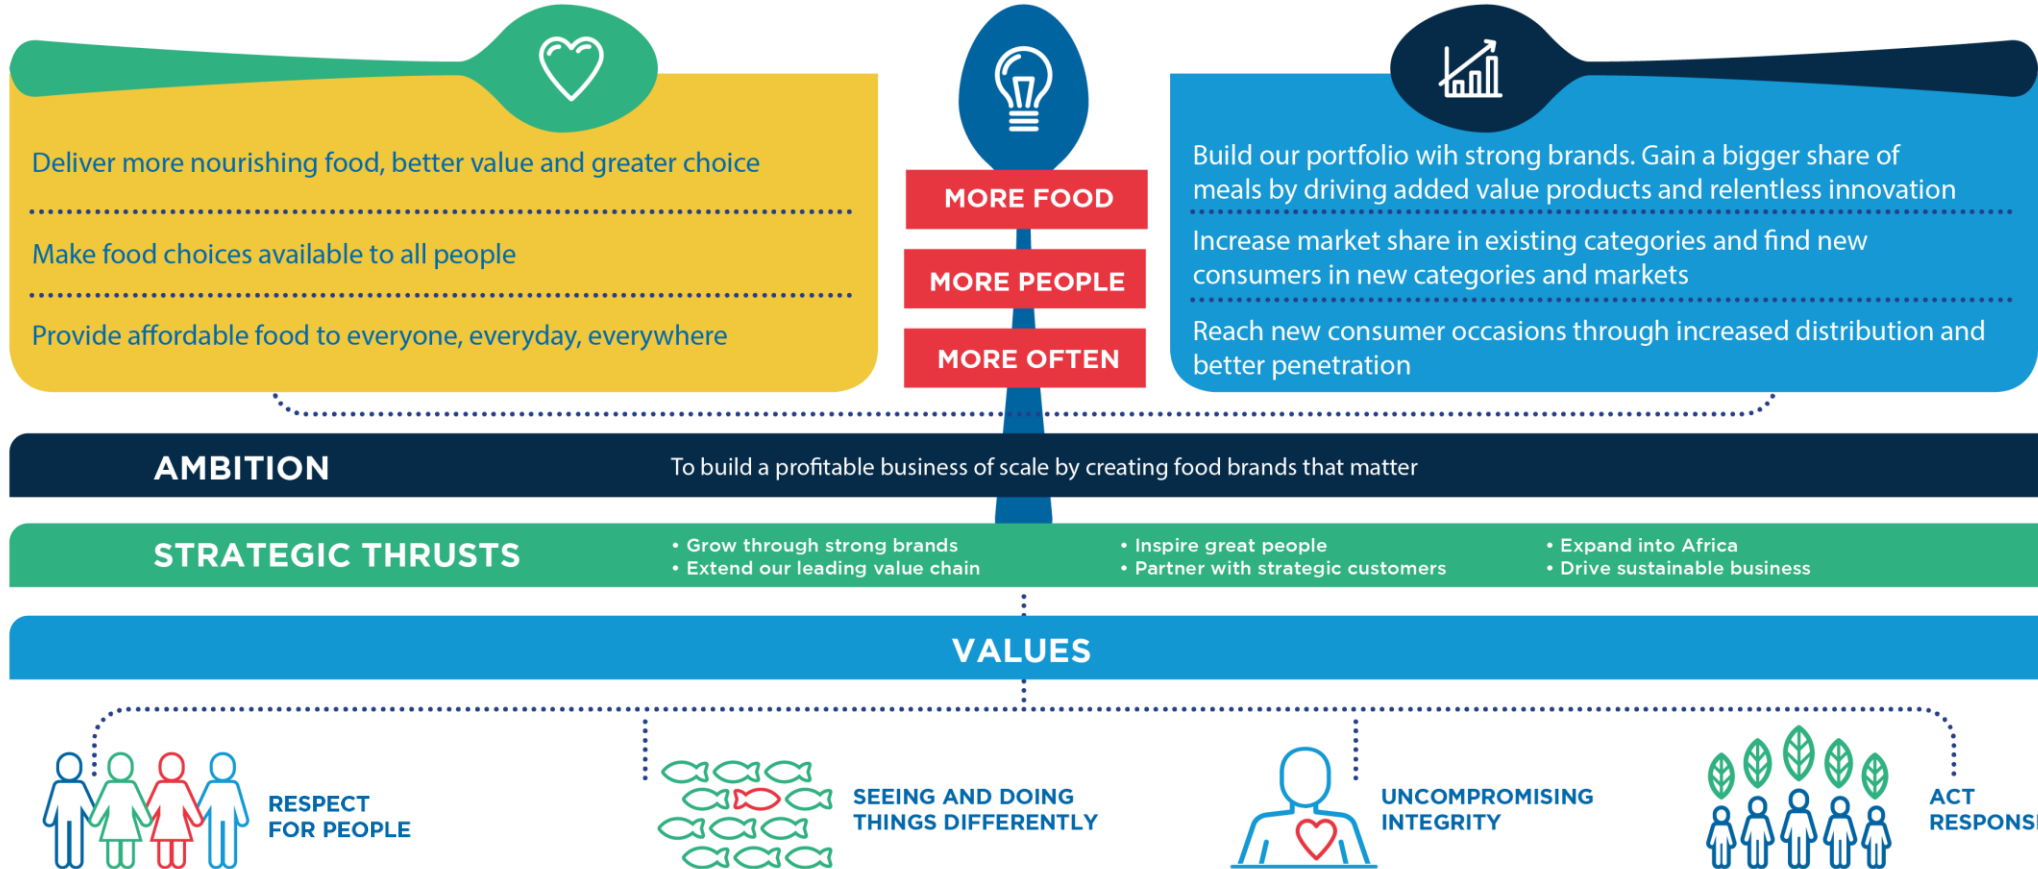 Deliver more nourishing food, better value and greater choice
Make food choices available to all people
Provide affordable food to everyone, everyday, everywhere
MORE FOOD
MORE PEOPLE
MORE OFTEN
Build our portfolio wih strong brands. Gain a bigger share of
meals by driving added value products and relentless innovation
Increase market share in existing categories and find new
consumers in new categories and markets
Reach new consumer occasions through increased distribution and
better penetration
AMBITION
To build a profitable business of scale by creating food brands that matter
STRATEGIC THRUSTS
• Grow through strong brands
• Extend our leading value chain
• Inspire great people
• Partner with strategic customers
• Expand into Africa
• Drive sustainable business
VALUES
RESPECT
FOR PEOPLE
SEEING AND DOING
THINGS DIFFERENTLY
UNCOMPROMISING
INTEGRITY
ACT